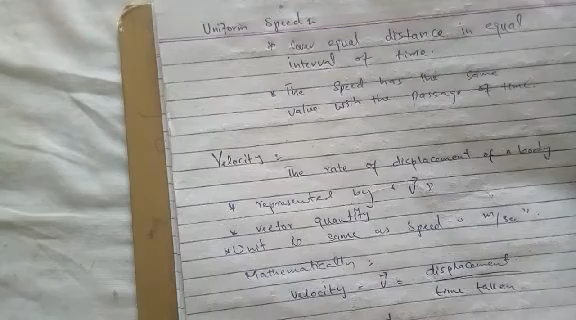 Uniform Speed :
* Cover equal distance in equal
interval of time.
* The Speed has the same
value with the Passage of time.
Velocity :
The rate of displacement of a body
* represented by " v⃗ "
* vector quantity
* Unit is same as Speed " m/sec "
Mathematically :
Velocity = v⃗ = displacement
time taken